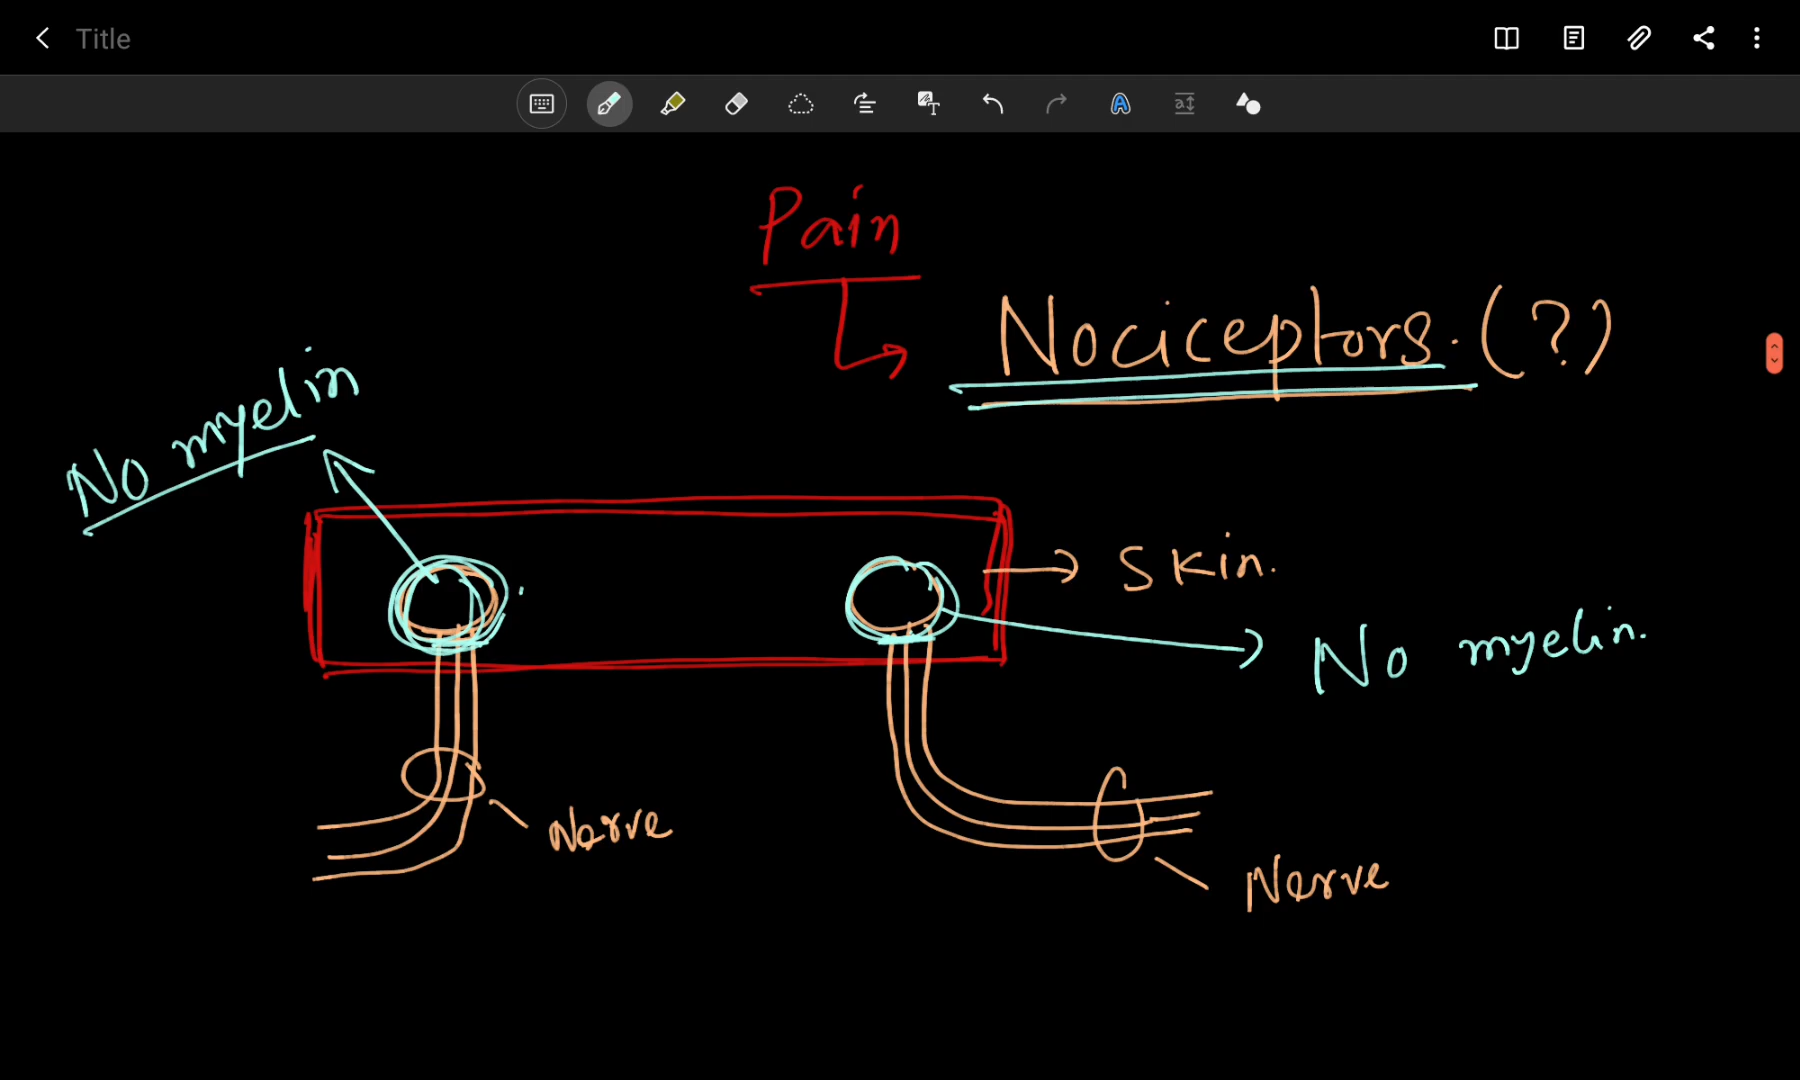 Title
Pain
Nociceptors. (?)
No myelin
Skin.
No myelin.
Nerve
Nerve